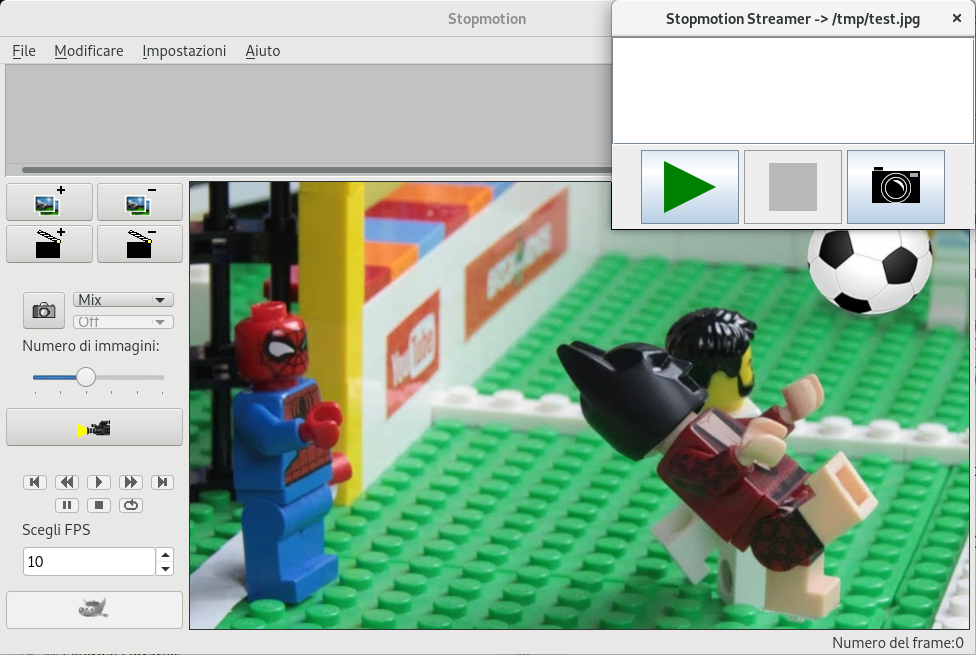 Stopmotion
Stopmotion Streamer -> /tmp/test.jpg
File Modificare Impostazioni Aiuto
Mix
Off
Numero di immagini:
Scegli FPS
10
YouTube
Numero del frame:0